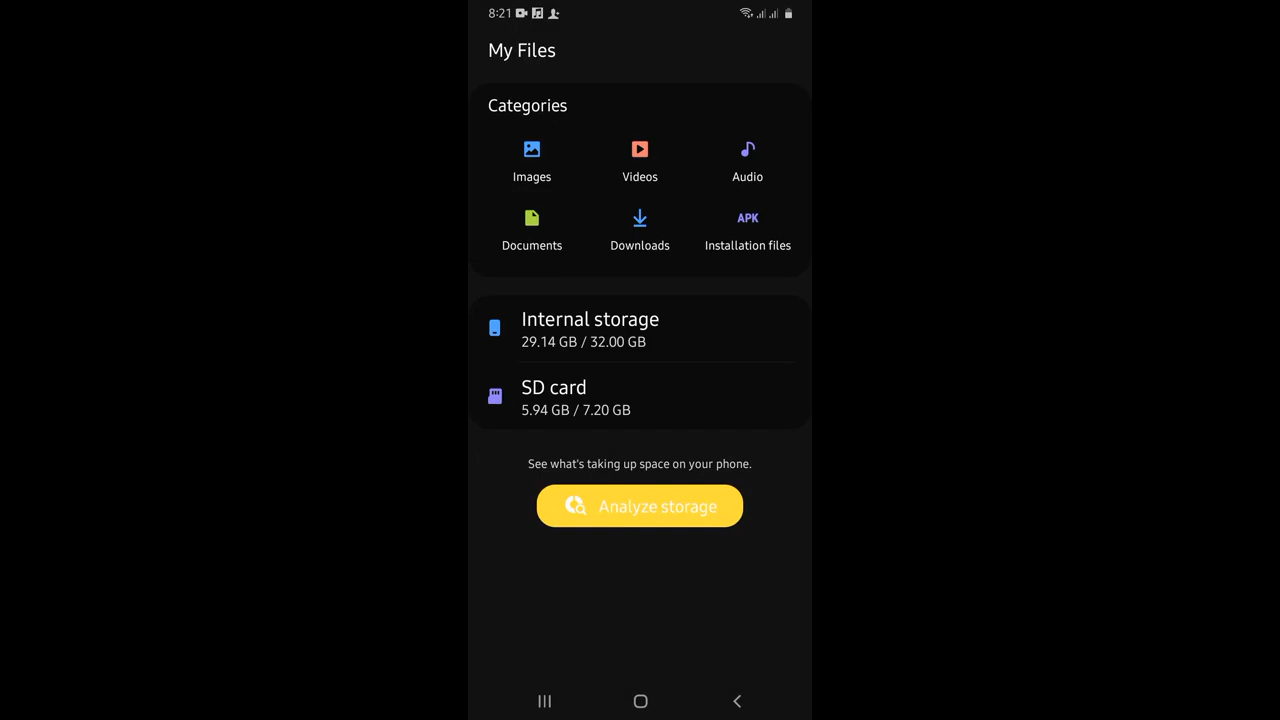 8:21
My Files
Categories
Images Videos Audio
APK
Documents Downloads Installation files
Internal storage
29.14 GB / 32.00 GB
SD card
5.94 GB / 7.20 GB
See what's taking up space on your phone.
Analyze storage